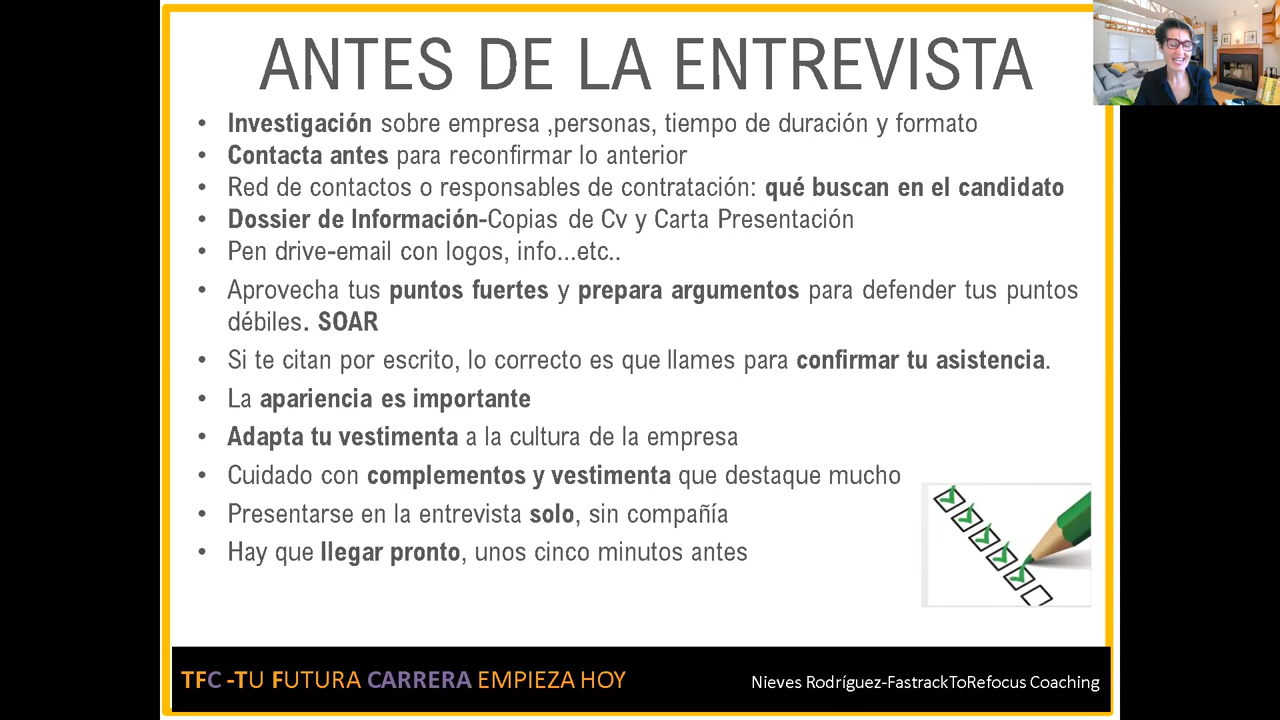 ANTES DE LA ENTREVISTA
• Investigación sobre empresa ,personas, tiempo de duración y formato
• Contacta antes para reconfirmar lo anterior
• Red de contactos o responsables de contratación: qué buscan en el candidato
• Dossier de Información-Copias de Cv y Carta Presentación
• Pen drive-email con logos, info...etc..
• Aprovecha tus puntos fuertes y prepara argumentos para defender tus puntos
débiles. SOAR
• Si te citan por escrito, lo correcto es que llames para confirmar tu asistencia.
• La apariencia es importante
• Adapta tu vestimenta a la cultura de la empresa
• Cuidado con complementos y vestimenta que destaque mucho
• Presentarse en la entrevista solo, sin compañía
• Hay que llegar pronto, unos cinco minutos antes
TFC -TU FUTURA CARRERA EMPIEZA HOY
Nieves Rodríguez-FastrackToRefocus Coaching